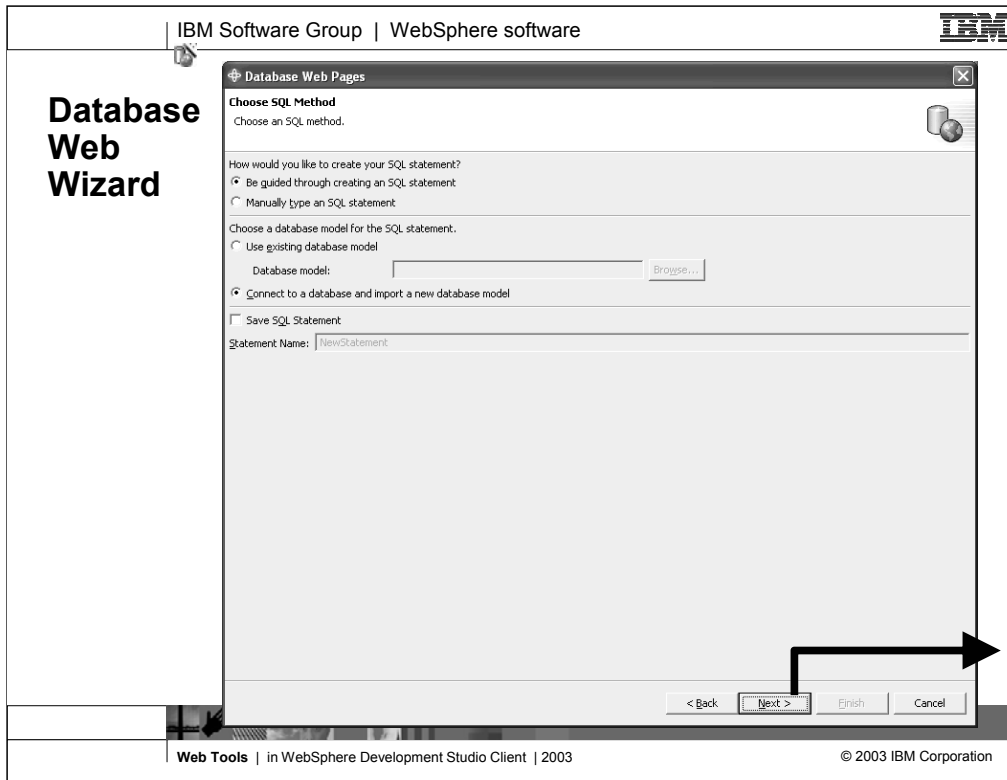 IBM Software Group | WebSphere software
IBM
Database
Web
Wizard
Database Web Pages
Choose SQL Method
Choose an SQL method.
How would you like to create your SQL statement?
Be guided through creating an SQL statement
Manually type an SQL statement
Choose a database model for the SQL statement.
Use existing database model
Database model:
Browse...
Connect to a database and import a new database model
Save SQL Statement
Statement Name: NewStatement
< Back Next > Finish Cancel
Web Tools | in WebSphere Development Studio Client | 2003
© 2003 IBM Corporation